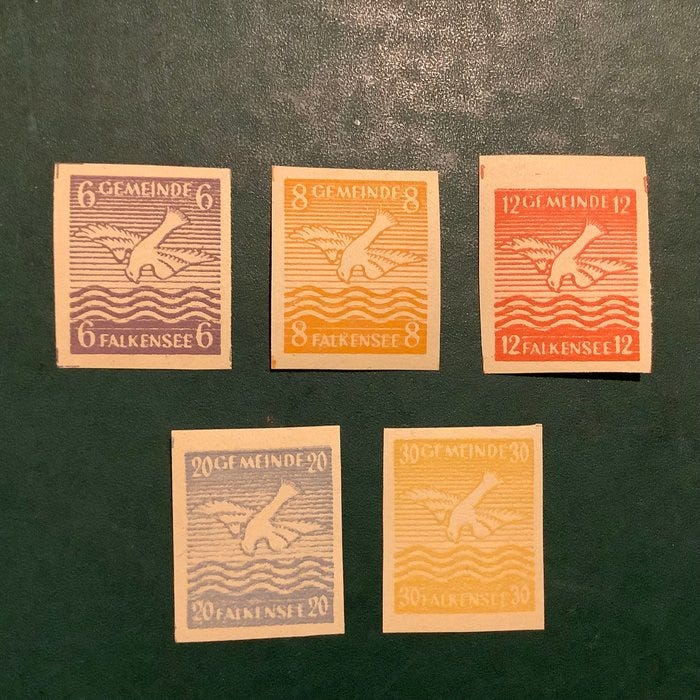 6 GEMEINDE 6
6 FALKENSEE 6
8 GEMEINDE 8
8 FALKENSEE 8
12 GEMEINDE 12
12 FALKENSEE 12
20 GEMEINDE 20
20 FALKENSEE 20
30 GEMEINDE 30
30 FALKENSEE 30